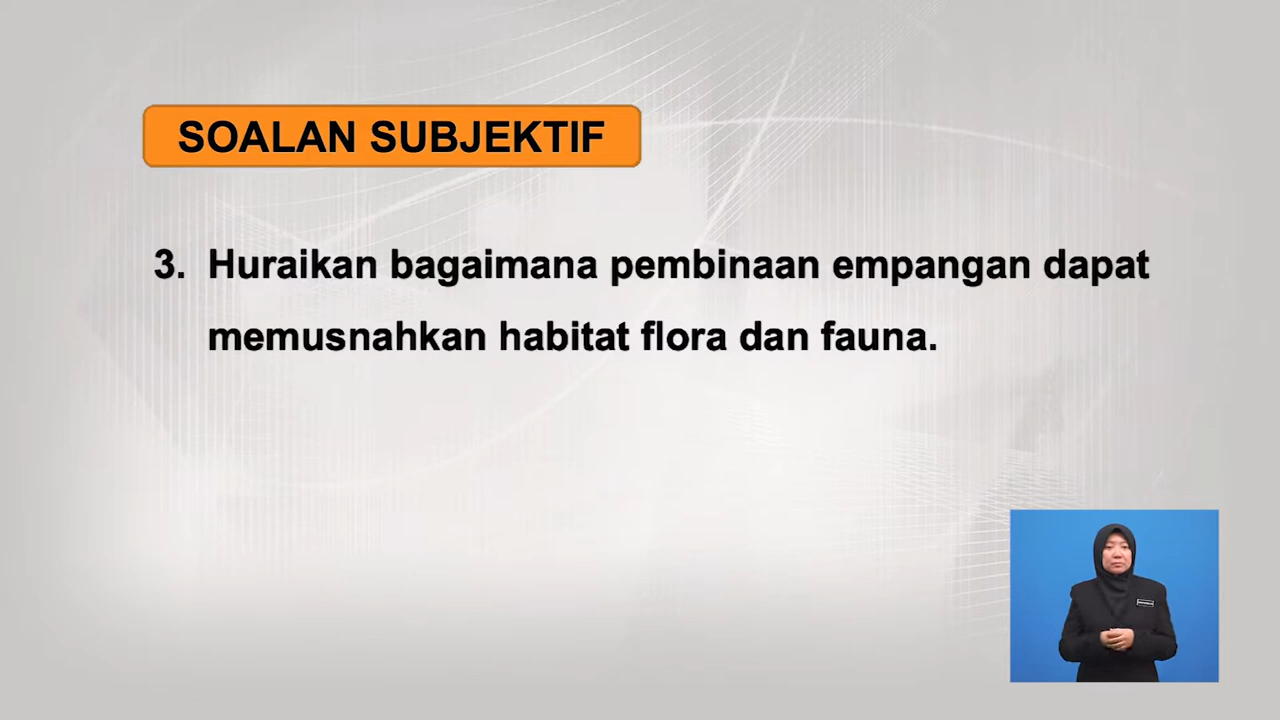 SOALAN SUBJEKTIF
3. Huraikan bagaimana pembinaan empangan dapat
memusnahkan habitat flora dan fauna.